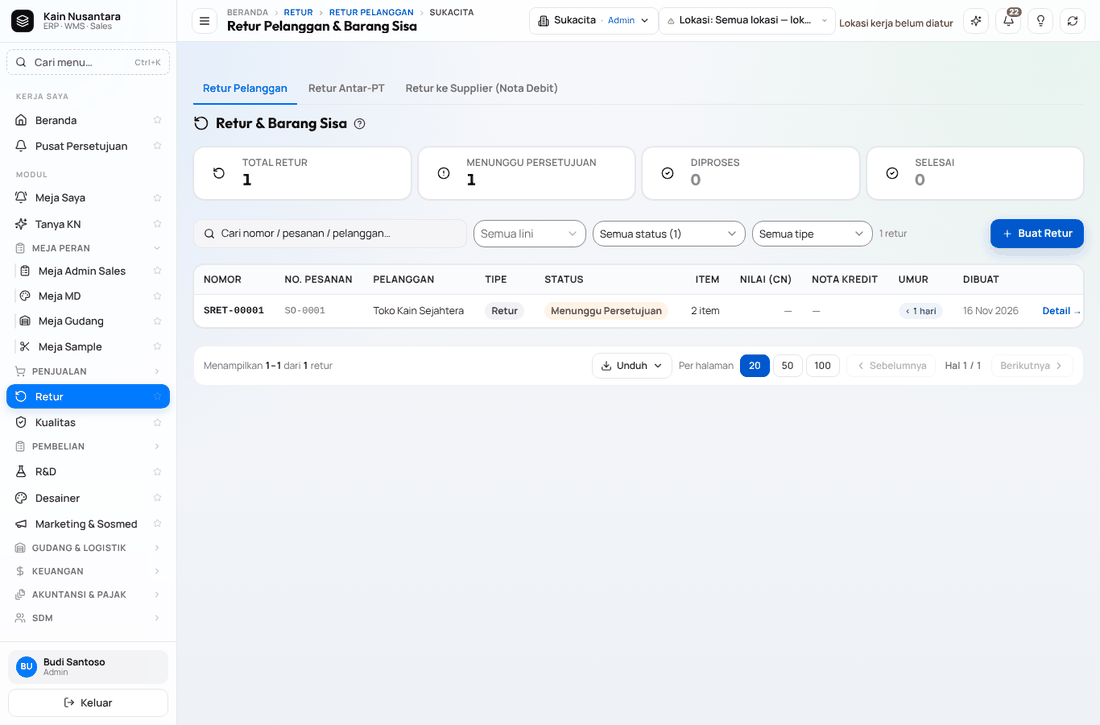 Kain Nusantara
ERP · WMS · Sales
Cari menu... Ctrl+K
KERJA SAYA
Beranda
Pusat Persetujuan
MODUL
Meja Saya
Tanya KN
MEJA PERAN
Meja Admin Sales
Meja MD
Meja Gudang
Meja Sample
PENJUALAN
Retur
Kualitas
PEMBELIAN
R&D
Desainer
Marketing & Sosmed
GUDANG & LOGISTIK
KEUANGAN
AKUNTANSI & PAJAK
SDM
BU Budi Santoso
Admin
Keluar
BERANDA › RETUR › RETUR PELANGGAN › SUKACITA
Retur Pelanggan & Barang Sisa
Sukacita · Admin
Lokasi: Semua lokasi — lok...
Lokasi kerja belum diatur
22
Retur Pelanggan Retur Antar-PT Retur ke Supplier (Nota Debit)
Retur & Barang Sisa
TOTAL RETUR
1
MENUNGGU PERSETUJUAN
1
DIPROSES
0
SELESAI
0
Cari nomor / pesanan / pelanggan... Semua lini Semua status (1) Semua tipe 1 retur + Buat Retur
NOMOR NO. PESANAN PELANGGAN TIPE STATUS ITEM NILAI (CN) NOTA KREDIT UMUR DIBUAT
SRET-00001 SO-0001 Toko Kain Sejahtera Retur Menunggu Persetujuan 2 item — — < 1 hari 16 Nov 2026 Detail →
Menampilkan 1–1 dari 1 retur Unduh Per halaman 20 50 100 Sebelumnya Hal 1 / 1 Berikutnya